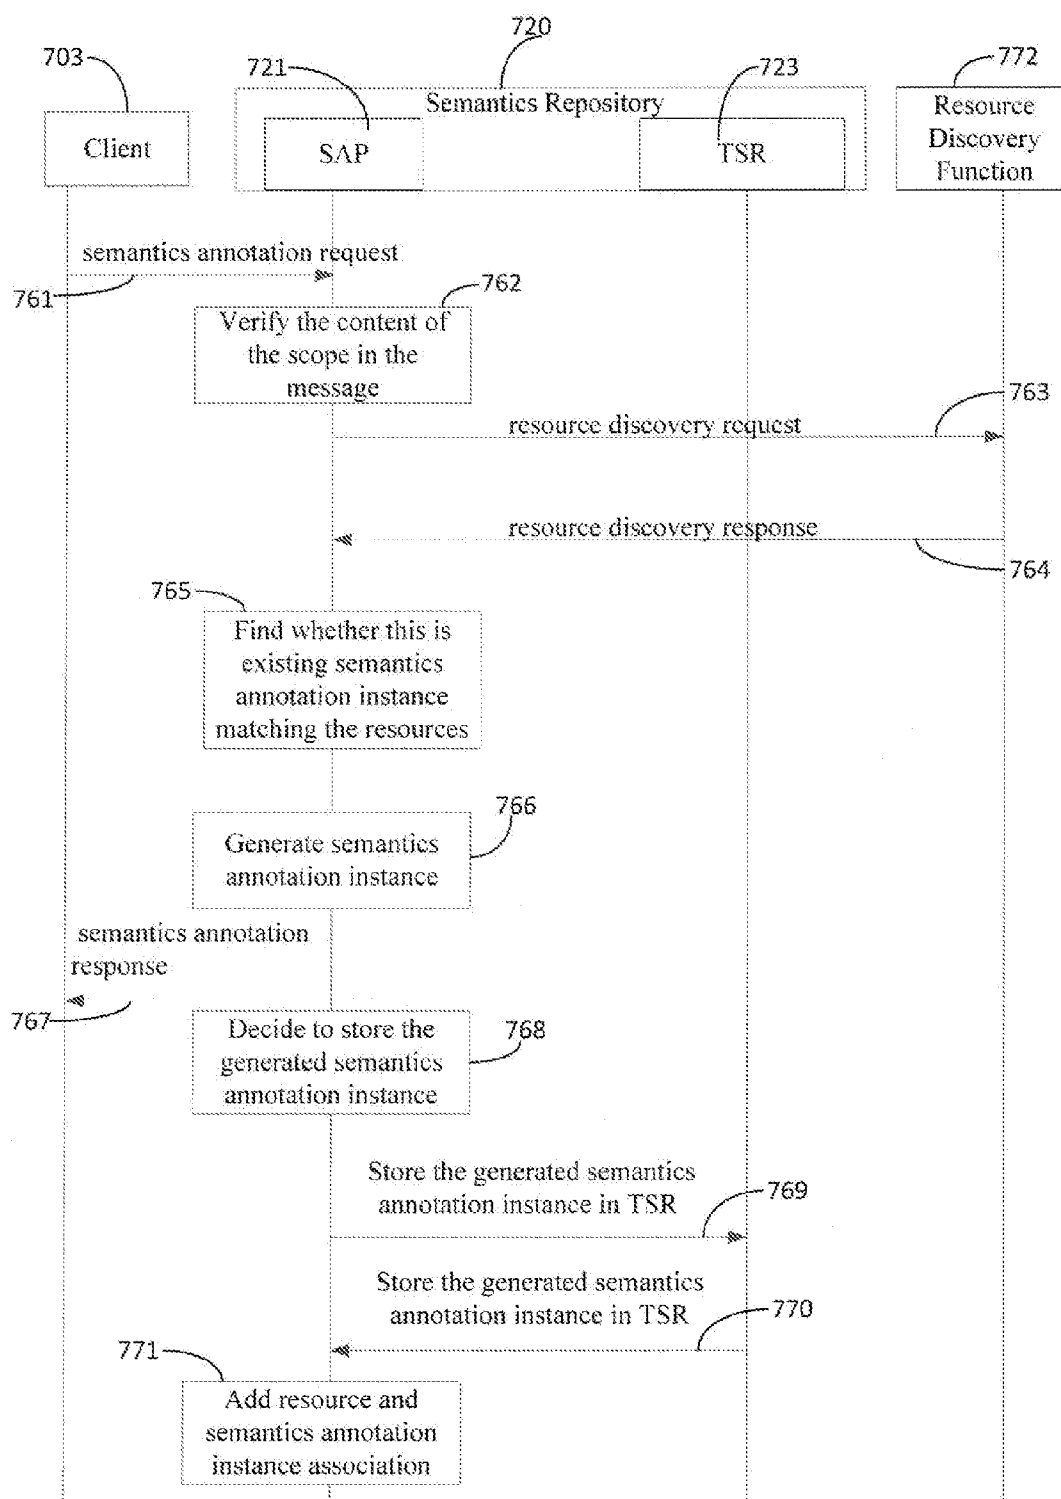 720
703
721
723
772
Semantics Repository
Client
SAP
TSR
Resource
Discovery
Function
semantics annotation request
761
762
Verify the content of
the scope in the
message
763
resource discovery request
resource discovery response
764
765
Find whether this is
existing semantics
annotation instance
matching the resources
766
Generate semantics
annotation instance
semantics annotation
response
767
Decide to store the
generated semantics
annotation instance
768
Store the generated semantics
annotation instance in TSR
769
Store the generated semantics
annotation instance in TSR
770
771
Add resource and
semantics annotation
instance association